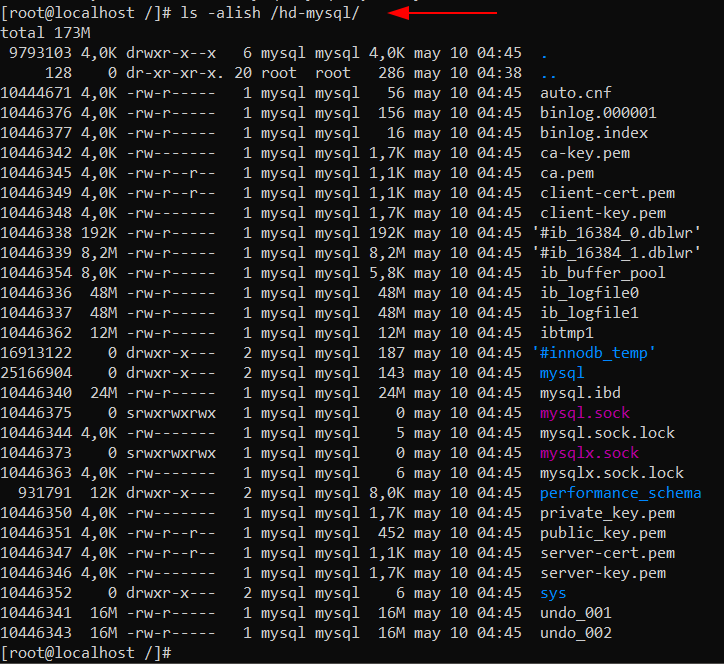 [root@localhost /]# ls -alish /hd-mysql/
total 173M
 9793103 4,0K drwxr-x--x   6 mysql mysql 4,0K may 10 04:45  .
     128    0 dr-xr-xr-x. 20 root  root   286 may 10 04:38  ..
10444671 4,0K -rw-r-----   1 mysql mysql   56 may 10 04:45  auto.cnf
10446376 4,0K -rw-r-----   1 mysql mysql  156 may 10 04:45  binlog.000001
10446377 4,0K -rw-r-----   1 mysql mysql   16 may 10 04:45  binlog.index
10446342 4,0K -rw-------   1 mysql mysql 1,7K may 10 04:45  ca-key.pem
10446345 4,0K -rw-r--r--   1 mysql mysql 1,1K may 10 04:45  ca.pem
10446349 4,0K -rw-r--r--   1 mysql mysql 1,1K may 10 04:45  client-cert.pem
10446348 4,0K -rw-------   1 mysql mysql 1,7K may 10 04:45  client-key.pem
10446338 192K -rw-r-----   1 mysql mysql 192K may 10 04:45 '#ib_16384_0.dblwr'
10446339 8,2M -rw-r-----   1 mysql mysql 8,2M may 10 04:45 '#ib_16384_1.dblwr'
10446354 8,0K -rw-r-----   1 mysql mysql 5,8K may 10 04:45  ib_buffer_pool
10446336  48M -rw-r-----   1 mysql mysql  48M may 10 04:45  ib_logfile0
10446337  48M -rw-r-----   1 mysql mysql  48M may 10 04:45  ib_logfile1
10446362  12M -rw-r-----   1 mysql mysql  12M may 10 04:45  ibtmp1
16913122    0 drwxr-x---   2 mysql mysql  187 may 10 04:45 '#innodb_temp'
25166904    0 drwxr-x---   2 mysql mysql  143 may 10 04:45  mysql
10446340  24M -rw-r-----   1 mysql mysql  24M may 10 04:45  mysql.ibd
10446375    0 srwxrwxrwx   1 mysql mysql    0 may 10 04:45  mysql.sock
10446344 4,0K -rw-------   1 mysql mysql    5 may 10 04:45  mysql.sock.lock
10446373    0 srwxrwxrwx   1 mysql mysql    0 may 10 04:45  mysqlx.sock
10446363 4,0K -rw-------   1 mysql mysql    6 may 10 04:45  mysqlx.sock.lock
  931791  12K drwxr-x---   2 mysql mysql 8,0K may 10 04:45  performance_schema
10446350 4,0K -rw-------   1 mysql mysql 1,7K may 10 04:45  private_key.pem
10446351 4,0K -rw-r--r--   1 mysql mysql  452 may 10 04:45  public_key.pem
10446347 4,0K -rw-r--r--   1 mysql mysql 1,1K may 10 04:45  server-cert.pem
10446346 4,0K -rw-------   1 mysql mysql 1,7K may 10 04:45  server-key.pem
10446352    0 drwxr-x---   2 mysql mysql    6 may 10 04:45  sys
10446341  16M -rw-r-----   1 mysql mysql  16M may 10 04:45  undo_001
10446343  16M -rw-r-----   1 mysql mysql  16M may 10 04:45  undo_002
[root@localhost /]#